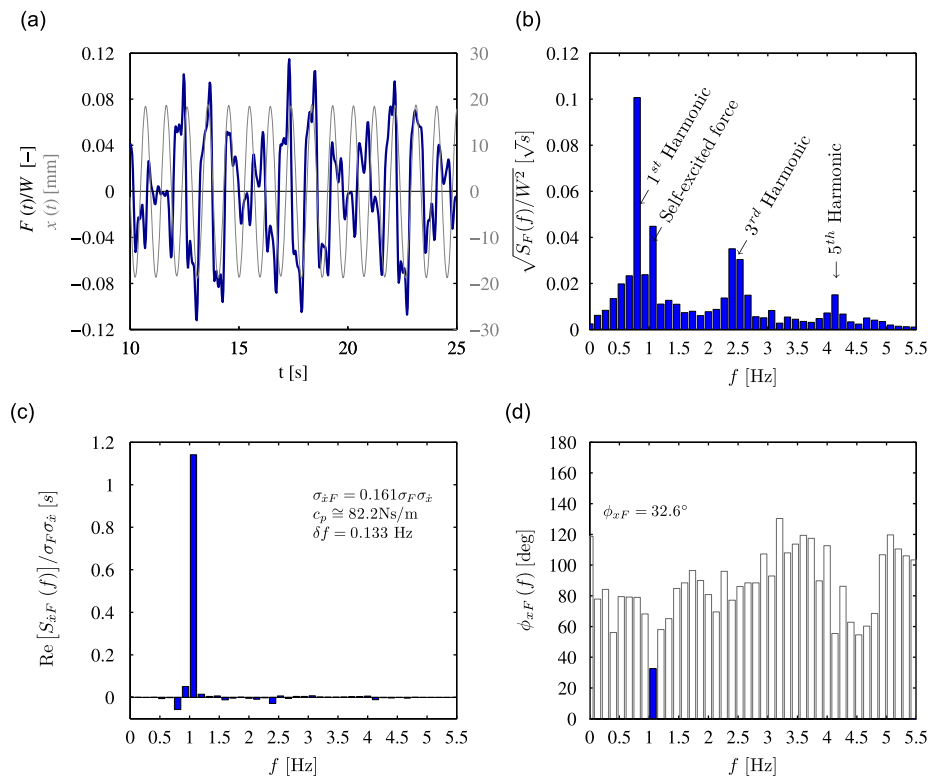 (a)
F (t)/W [−]
x (t) [mm]
0.12
0.08
0.04
0
−0.04
−0.08
−0.12
30
20
10
0
−10
−20
−30
10 15 20 25
t [s]
(b)
√S_F(f)/W² [√s]
0.1
0.08
0.06
0.04
0.02
0
1st Harmonic
Self-excited force
3rd Harmonic
5th Harmonic
0 0.5 1 1.5 2 2.5 3 3.5 4 4.5 5 5.5
f [Hz]
(c)
Re [S_ẋF (f)] /σ_Fσ_ẋ [s]
1.2
1
0.8
0.6
0.4
0.2
0
σ_ẋF = 0.161σ_Fσ_ẋ
c_p ≅ 82.2Ns/m
δf = 0.133 Hz
0 0.5 1 1.5 2 2.5 3 3.5 4 4.5 5 5.5
f [Hz]
(d)
ϕ_xF (f) [deg]
180
160
140
120
100
80
60
40
20
0
ϕ_xF = 32.6°
0 0.5 1 1.5 2 2.5 3 3.5 4 4.5 5 5.5
f [Hz]